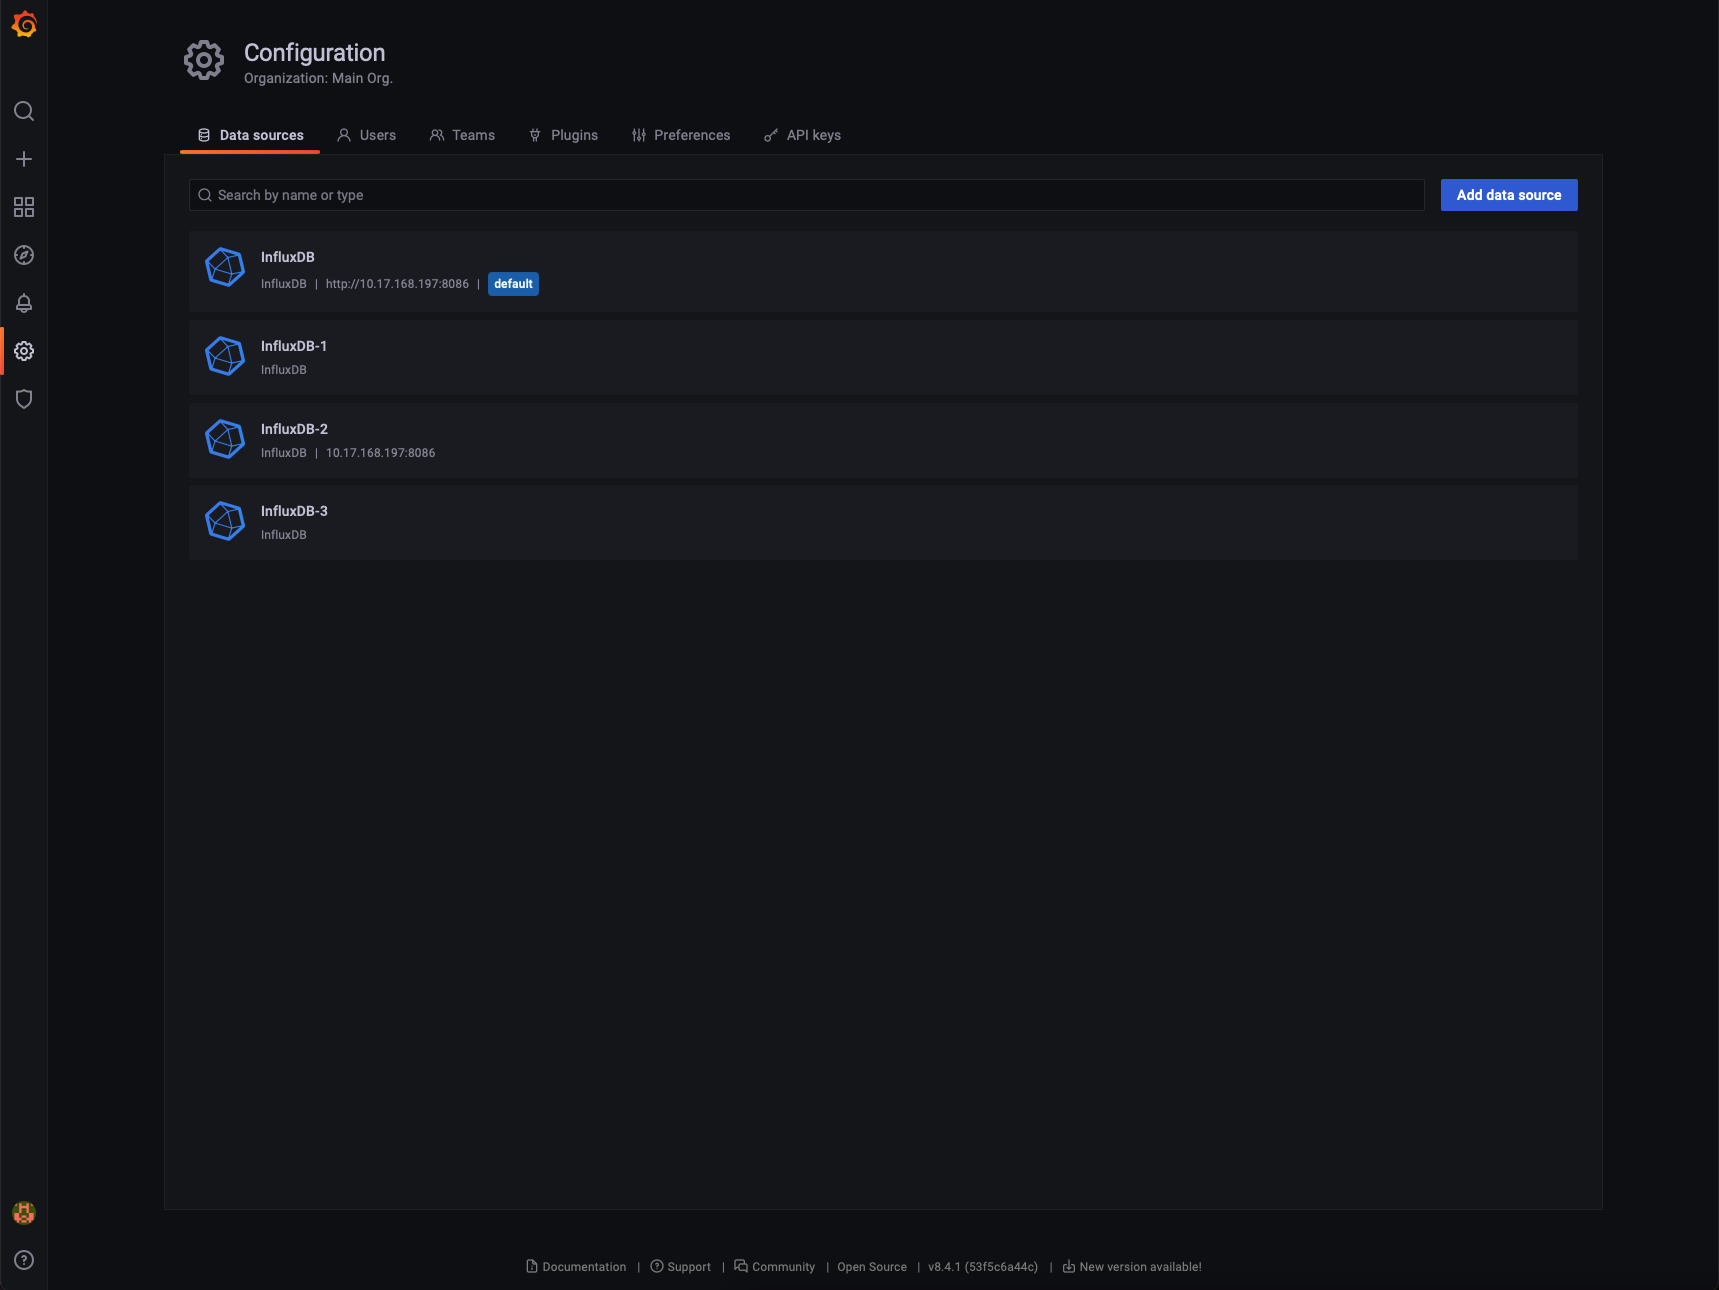 Configuration
Organization: Main Org.
Data sources Users Teams Plugins Preferences API keys
Search by name or type Add data source
InfluxDB
InfluxDB | http://10.17.168.197:8086 | default
InfluxDB-1
InfluxDB
InfluxDB-2
InfluxDB | 10.17.168.197:8086
InfluxDB-3
InfluxDB
Documentation | Support | Community | Open Source | v8.4.1 (53f5c6a44c) | New version available!